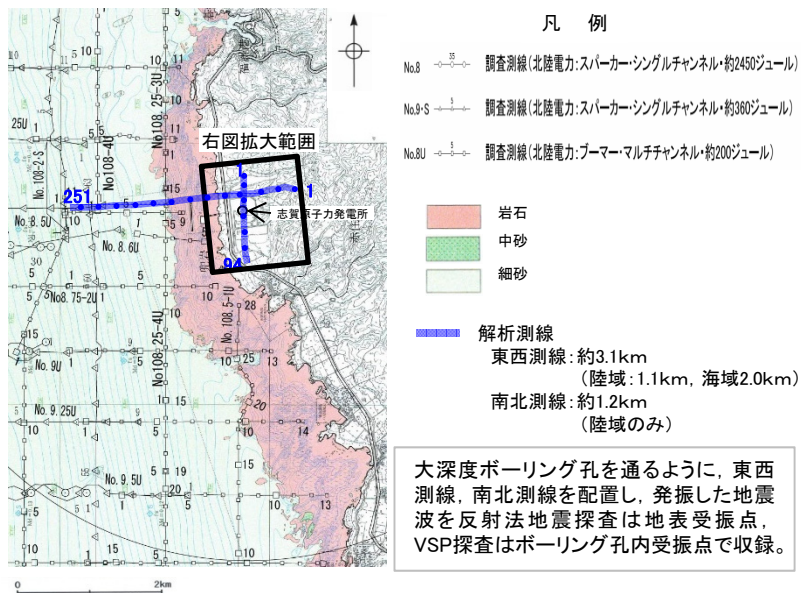 凡 例
No.8 35 調査測線(北陸電力:スパーカー・シングルチャンネル・約2450ジュール)
No.9・S 5 調査測線(北陸電力:スパーカー・シングルチャンネル・約360ジュール)
No.8U 5 調査測線(北陸電力:ブーマー・マルチチャンネル・約200ジュール)
岩石
中砂
細砂
解析測線
東西測線:約3.1km
(陸域:1.1km, 海域2.0km)
南北測線:約1.2km
(陸域のみ)
大深度ボーリング孔を通るように, 東西
測線, 南北測線を配置し, 発振した地震
波を反射法地震探査は地表受振点,
VSP探査はボーリング孔内受振点で収録。
右図拡大範囲
志賀原子力発電所
251
1
1
94
No108.25-3U
No108-4U
No-108-2-S
25U
No-8.5U
No-8.6U
No8.75-2U
No108.25-4U
No-108.5-1U
No. 9U
No. 9.25U
No. 9.5U
0 2km